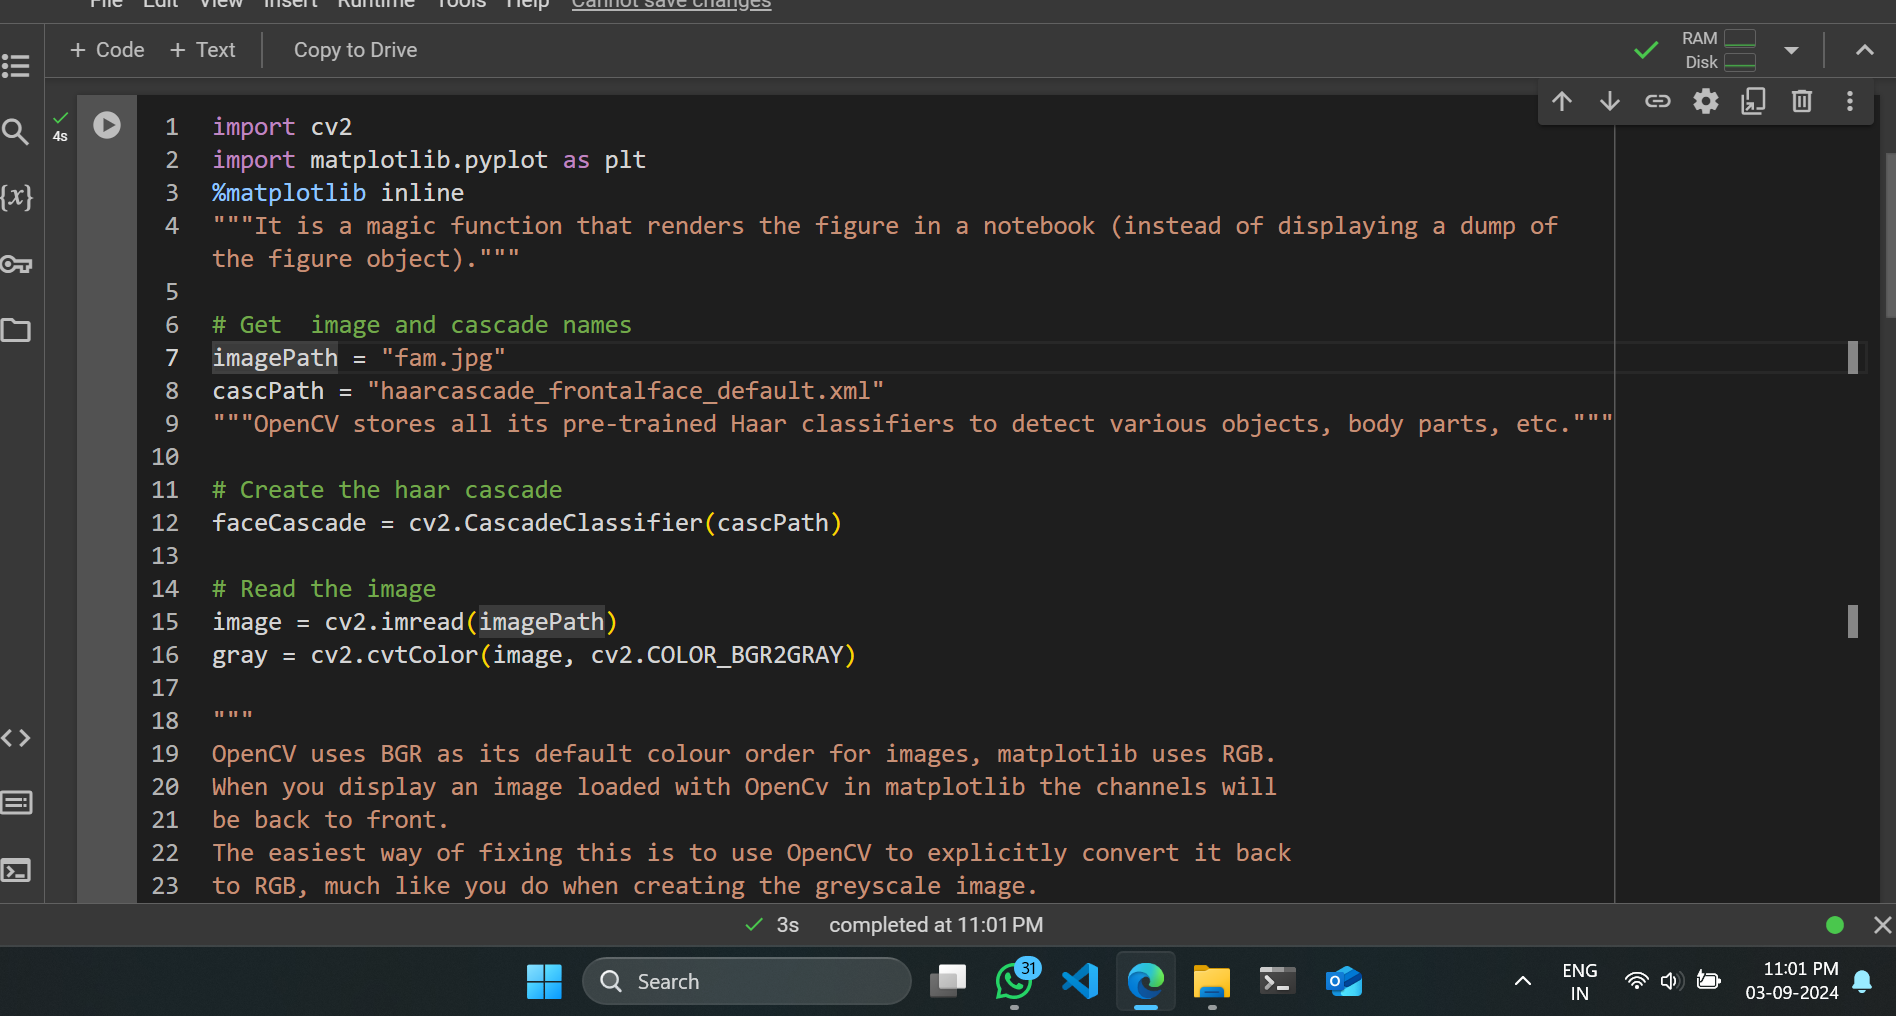 File Edit View Insert Runtime Tools Help Cannot save changes
+ Code + Text Copy to Drive
RAM
Disk
4s
1 import cv2
2 import matplotlib.pyplot as plt
3 %matplotlib inline
4 """It is a magic function that renders the figure in a notebook (instead of displaying a dump of
the figure object)."""
5
6 # Get  image and cascade names
7 imagePath = "fam.jpg"
8 cascPath = "haarcascade_frontalface_default.xml"
9 """OpenCV stores all its pre-trained Haar classifiers to detect various objects, body parts, etc."""
10
11 # Create the haar cascade
12 faceCascade = cv2.CascadeClassifier(cascPath)
13
14 # Read the image
15 image = cv2.imread(imagePath)
16 gray = cv2.cvtColor(image, cv2.COLOR_BGR2GRAY)
17
18 """
19 OpenCV uses BGR as its default colour order for images, matplotlib uses RGB.
20 When you display an image loaded with OpenCv in matplotlib the channels will
21 be back to front.
22 The easiest way of fixing this is to use OpenCV to explicitly convert it back
23 to RGB, much like you do when creating the greyscale image.
{x}
3s completed at 11:01 PM
Search
31
ENG
IN
11:01 PM
03-09-2024